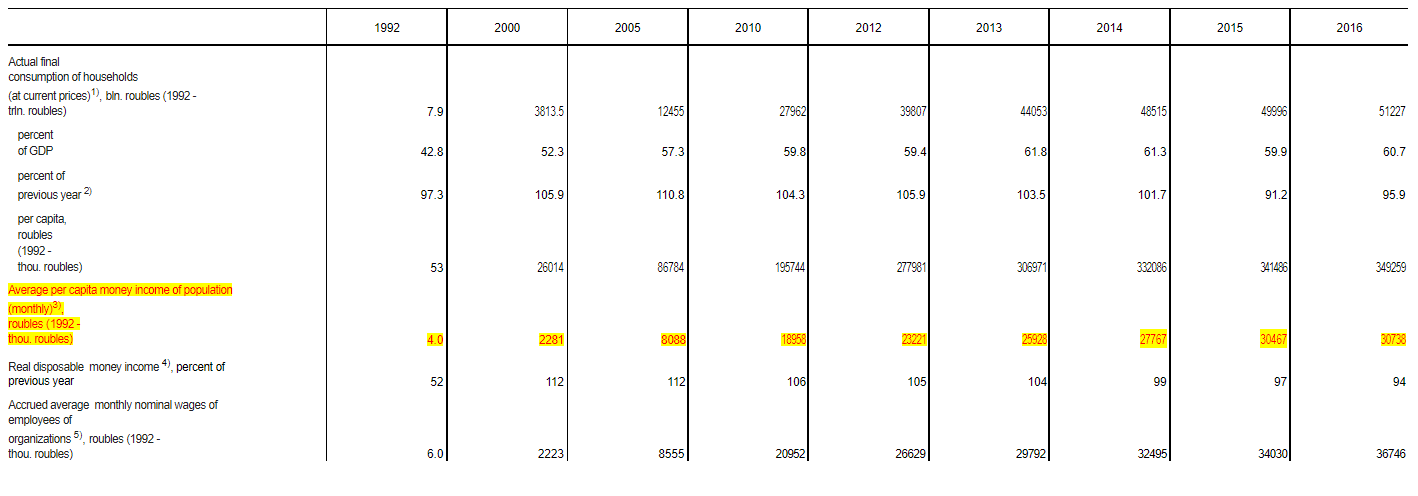 1992 2000 2005 2010 2012 2013 2014 2015 2016
Actual final
consumption of households
(at current prices)1), bln. roubles (1992 -
trln. roubles) 7.9 3813.5 12455 27962 39807 44053 48515 49996 51227
percent
of GDP 42.8 52.3 57.3 59.8 59.4 61.8 61.3 59.9 60.7
percent of
previous year 2) 97.3 105.9 110.8 104.3 105.9 103.5 101.7 91.2 95.9
per capita,
roubles
(1992 -
thou. roubles) 53 26014 86784 195744 277981 306971 332086 341486 349259
Average per capita money income of population
(monthly)3),
roubles (1992 -
thou. roubles) 4.0 2281 8088 18958 23221 25928 27767 30467 30738
Real disposable money income 4), percent of
previous year 52 112 112 106 105 104 99 97 94
Accrued average monthly nominal wages of
employees of
organizations 5), roubles (1992 -
thou. roubles) 6.0 2223 8555 20952 26629 29792 32495 34030 36746